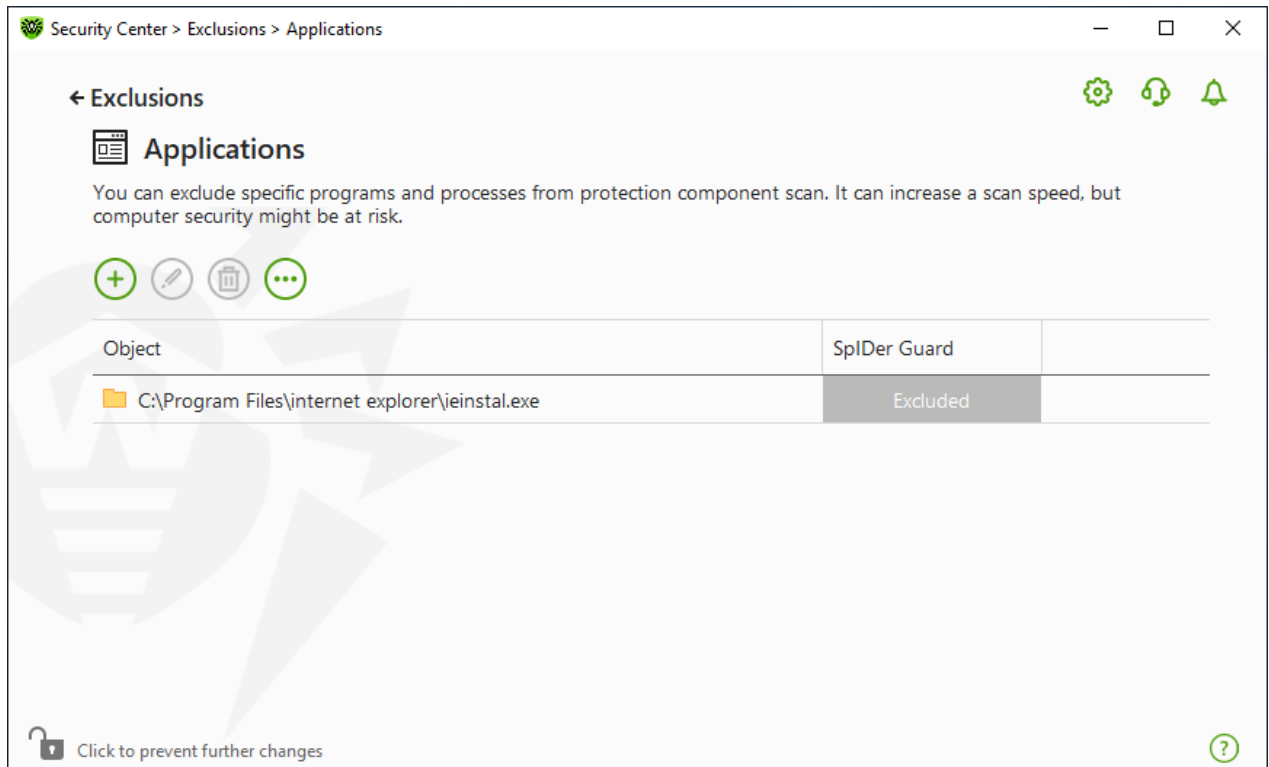 Security Center > Exclusions > Applications
Exclusions
Applications
You can exclude specific programs and processes from protection component scan. It can increase a scan speed, but
computer security might be at risk.
Object SpIDer Guard
C:\Program Files\internet explorer\ieinstal.exe Excluded
Click to prevent further changes
?